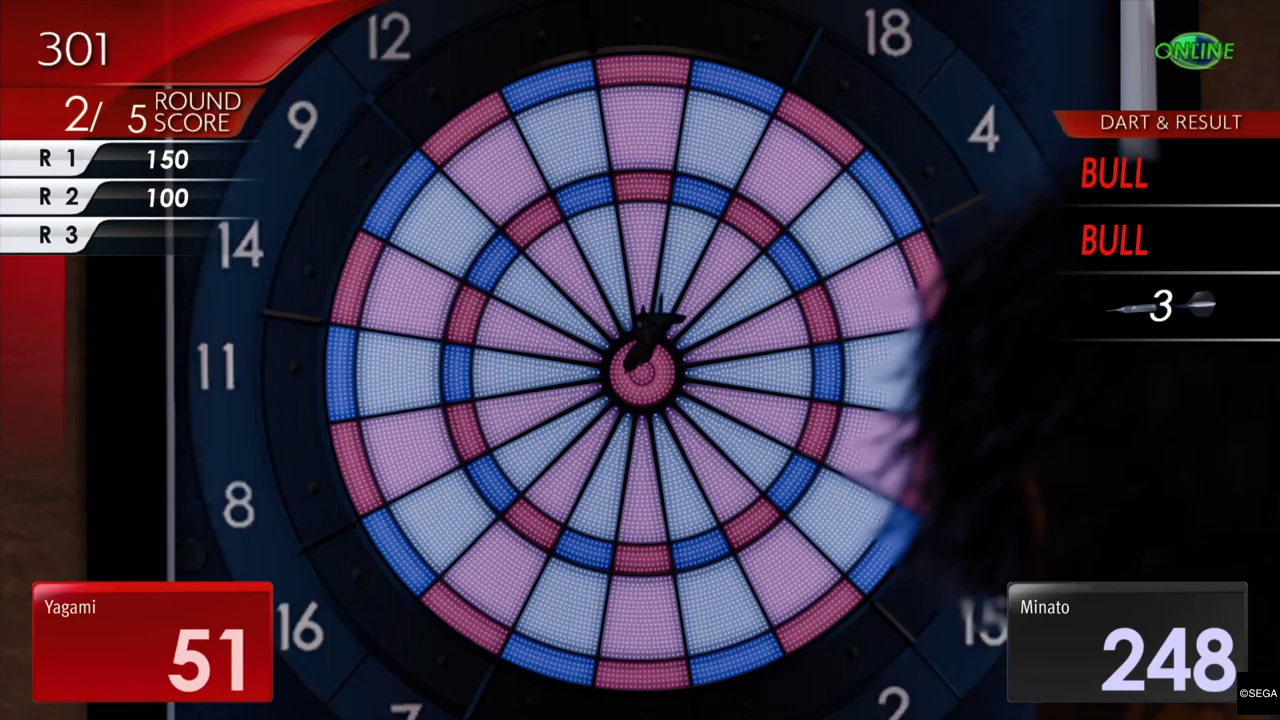 301
2/ 5 ROUND SCORE
R 1 150
R 2 100
R 3
ONLINE
DART & RESULT
BULL
BULL
3
12
18
9
4
14
11
8
16
15
7
2
Yagami
51
Minato
248
©SEGA